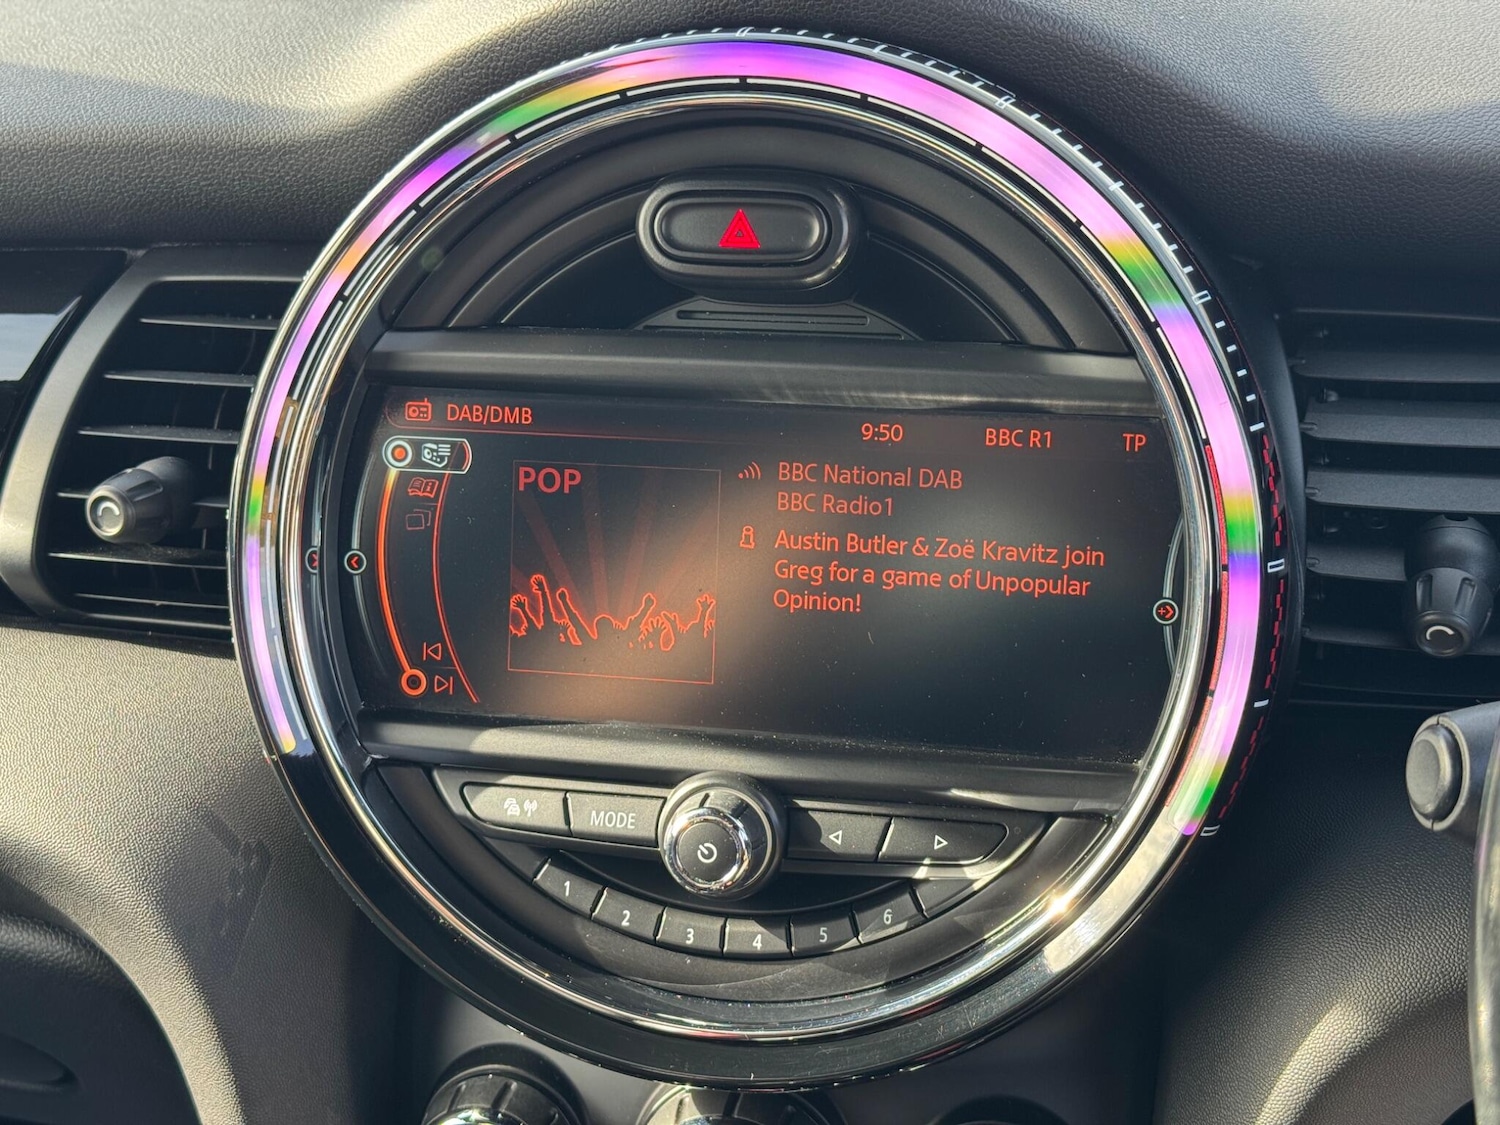 DAB/DMB
9:50
BBC R1
TP
POP
BBC National DAB
BBC Radio1
Austin Butler & Zoë Kravitz join
Greg for a game of Unpopular
Opinion!
MODE
1
2
3
4
5
6